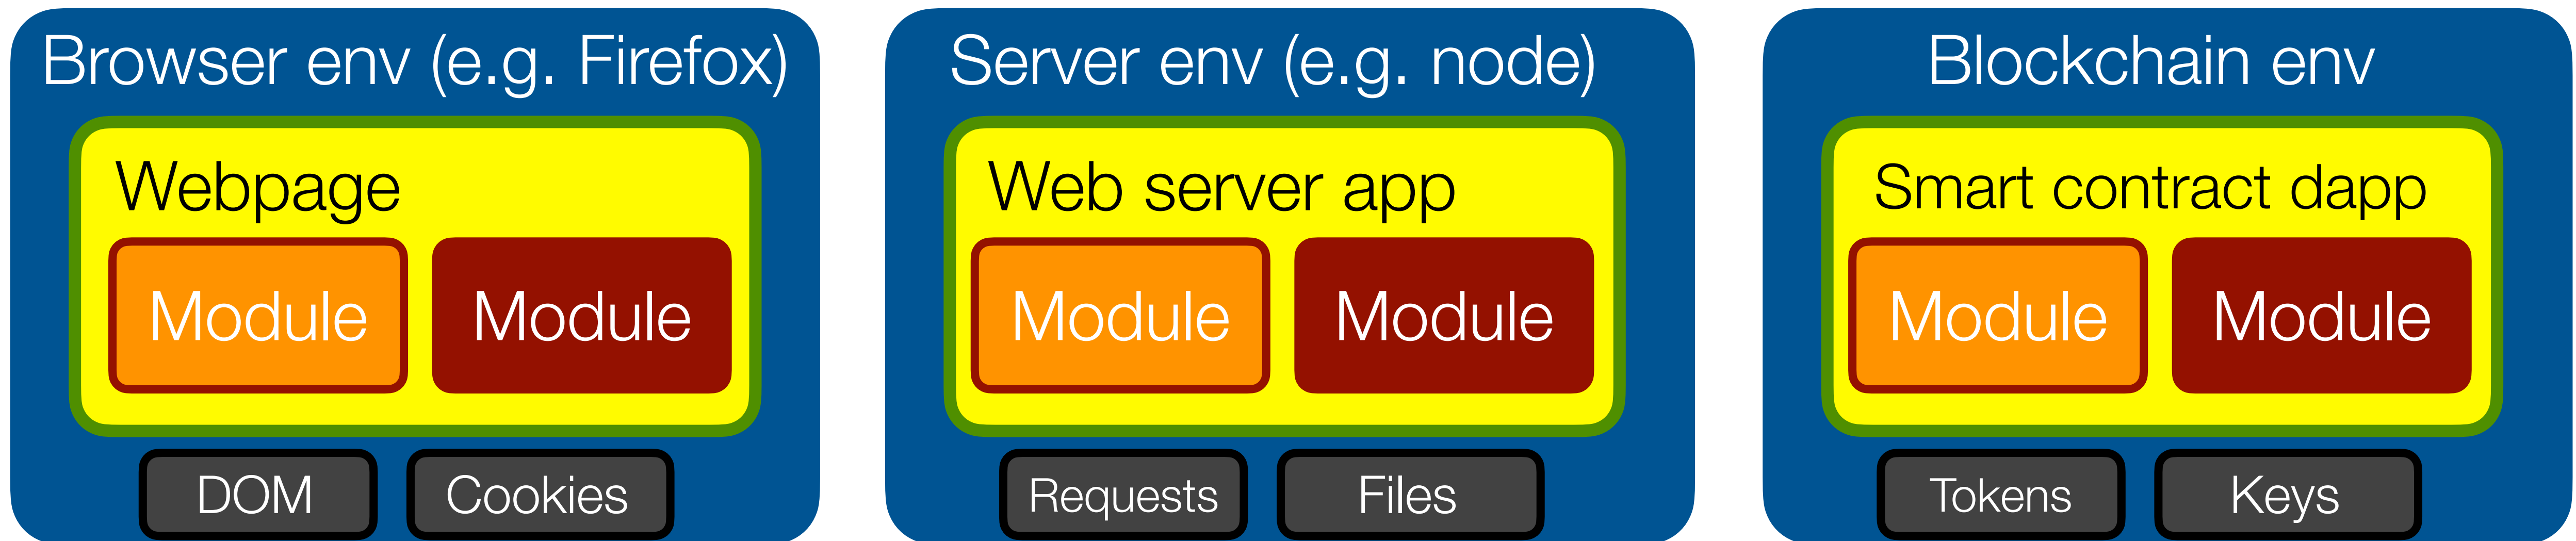 Browser env (e.g. Firefox)
Webpage
Module
Module
DOM
Cookies
Server env (e.g. node)
Web server app
Module
Module
Requests
Files
Blockchain env
Smart contract dapp
Module
Module
Tokens
Keys